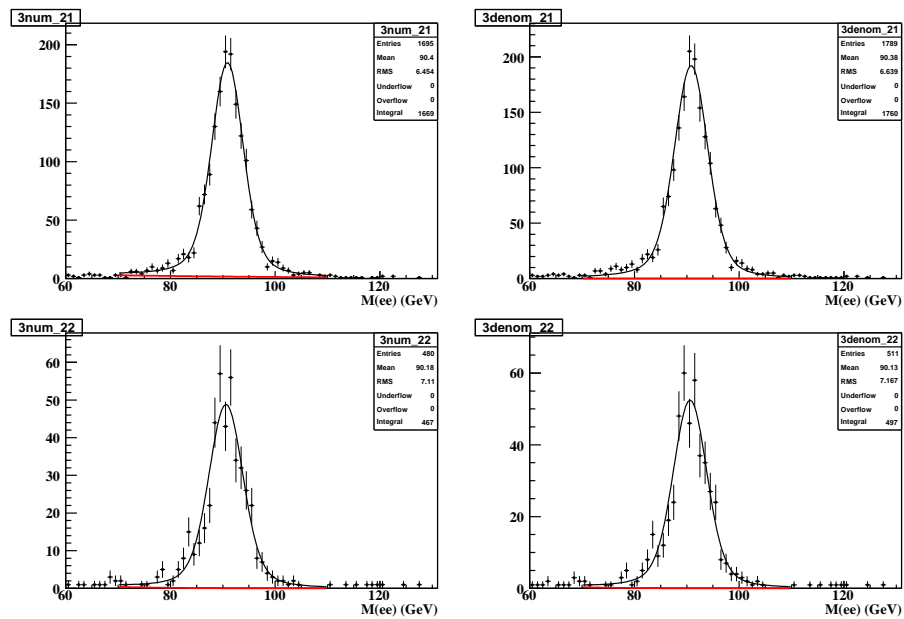 3num_21
3num_21
Entries 1695
Mean 90.4
RMS 6.454
Underflow 0
Overflow 0
Integral 1669
200
150
100
50
0
60 80 100 120
M(ee) (GeV)
3denom_21
3denom_21
Entries 1789
Mean 90.38
RMS 6.639
Underflow 0
Overflow 0
Integral 1760
200
150
100
50
0
60 80 100 120
M(ee) (GeV)
3num_22
3num_22
Entries 480
Mean 90.18
RMS 7.11
Underflow 0
Overflow 0
Integral 467
60
50
40
30
20
10
0
60 80 100 120
M(ee) (GeV)
3denom_22
3denom_22
Entries 511
Mean 90.13
RMS 7.167
Underflow 0
Overflow 0
Integral 497
60
40
20
0
60 80 100 120
M(ee) (GeV)